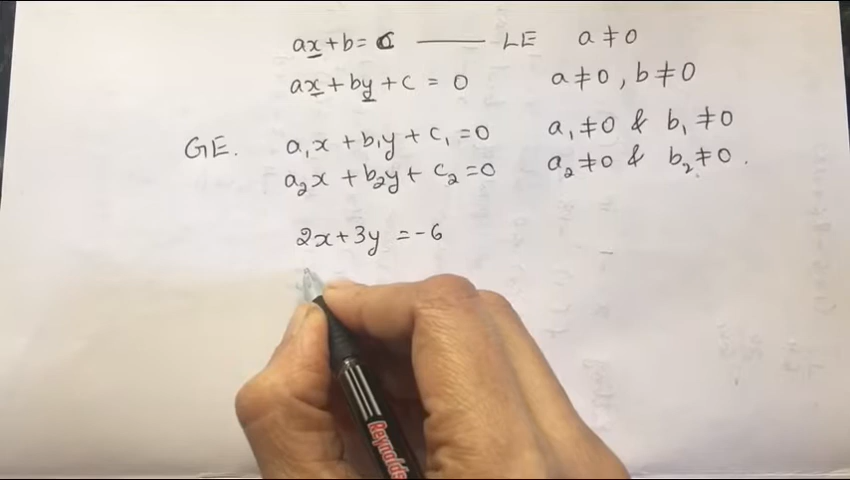 ax + b = c —— LE a ≠ 0
ax + by + c = 0 a ≠ 0 , b ≠ 0
GE. a₁x + b₁y + c₁ = 0 a₁ ≠ 0 & b₁ ≠ 0
a₂x + b₂y + c₂ = 0 a₂ ≠ 0 & b₂ ≠ 0 .
2x + 3y = -6
Reynolds